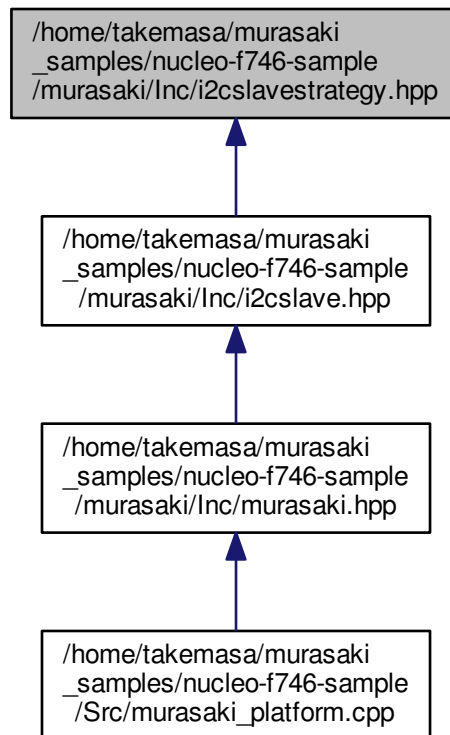 /home/takemasa/murasaki
_samples/nucleo-f746-sample
/murasaki/Inc/i2cslavestrategy.hpp
/home/takemasa/murasaki
_samples/nucleo-f746-sample
/murasaki/Inc/i2cslave.hpp
/home/takemasa/murasaki
_samples/nucleo-f746-sample
/murasaki/Inc/murasaki.hpp
/home/takemasa/murasaki
_samples/nucleo-f746-sample
/Src/murasaki_platform.cpp